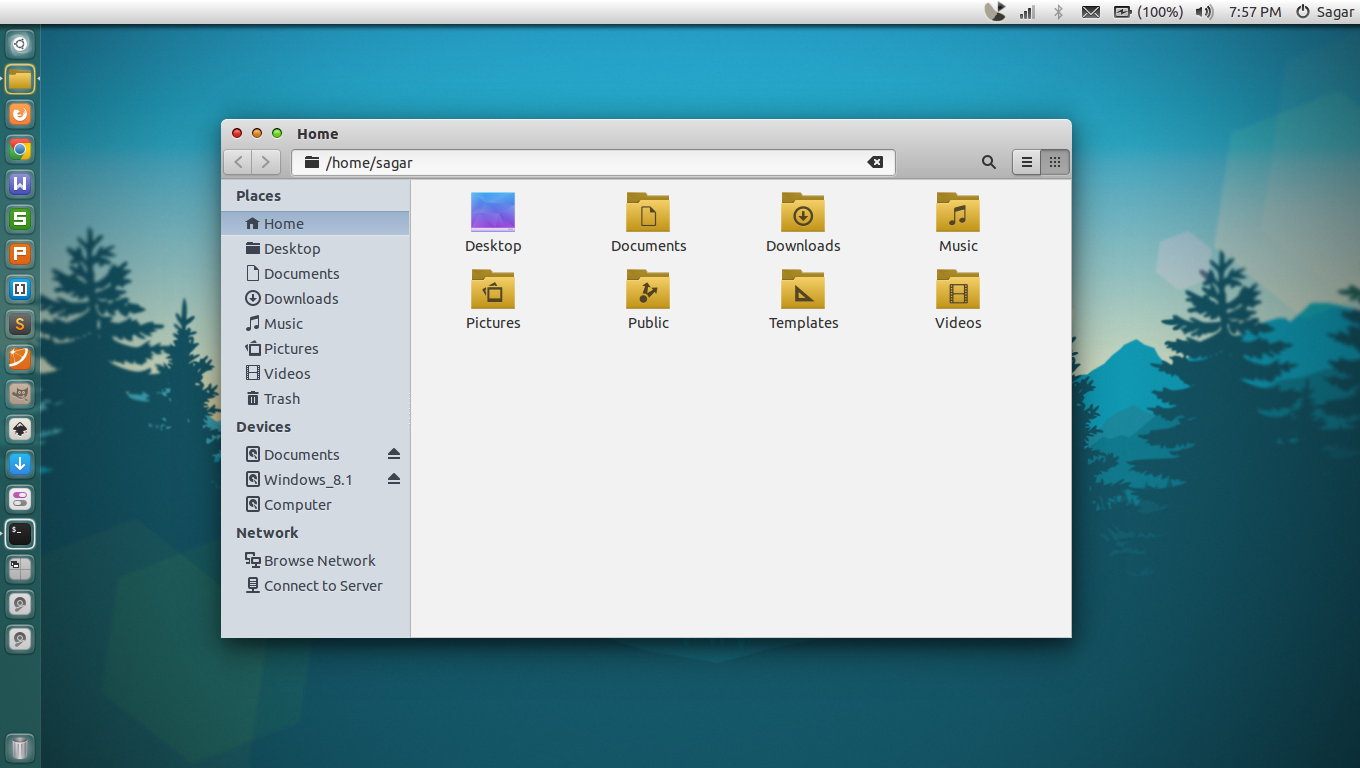 (100%) 7:57 PM Sagar
Home
/home/sagar
Places
Home
Desktop
Documents
Downloads
Music
Pictures
Videos
Trash
Devices
Documents
Windows_8.1
Computer
Network
Browse Network
Connect to Server
Desktop Documents Downloads Music
Pictures Public Templates Videos
W
S
P
S
$_